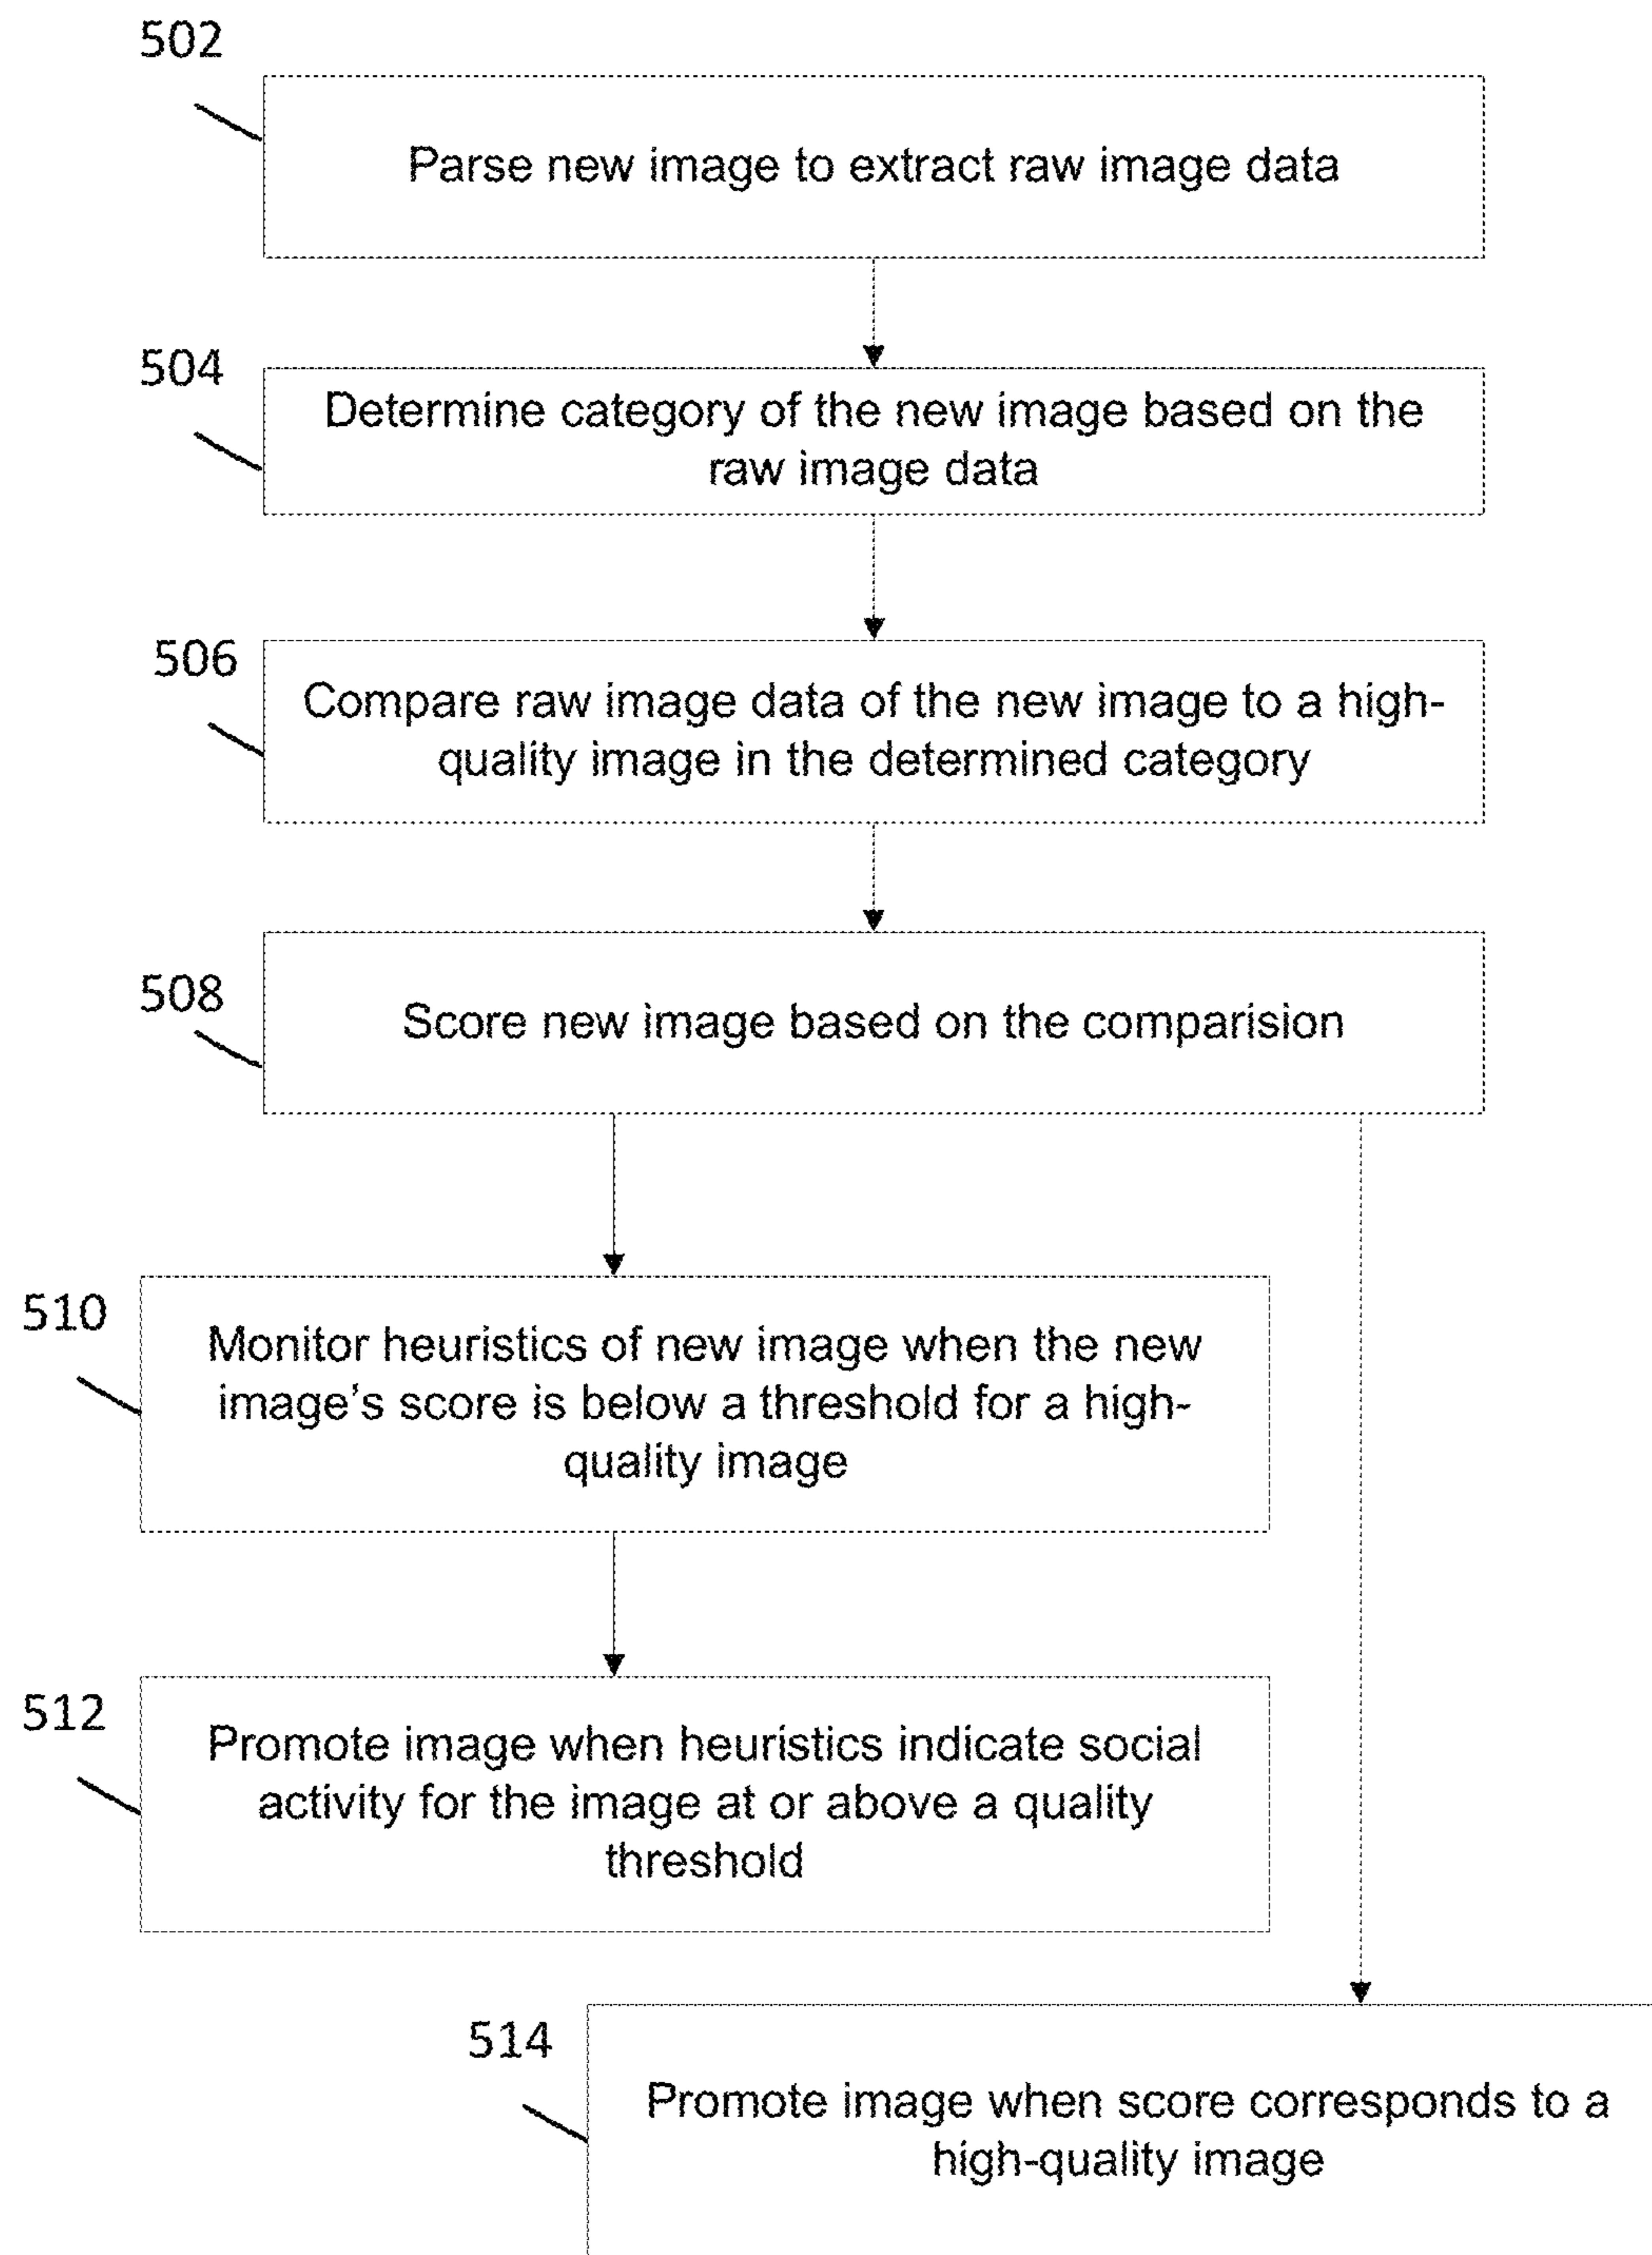 502
Parse new image to extract raw image data
504
Determine category of the new image based on the
raw image data
506
Compare raw image data of the new image to a high-
quality image in the determined category
508
Score new image based on the comparision
510
Monitor heuristics of new image when the new
image's score is below a threshold for a high-
quality image
512
Promote image when heuristics indicate social
activity for the image at or above a quality
threshold
514
Promote image when score corresponds to a
high-quality image